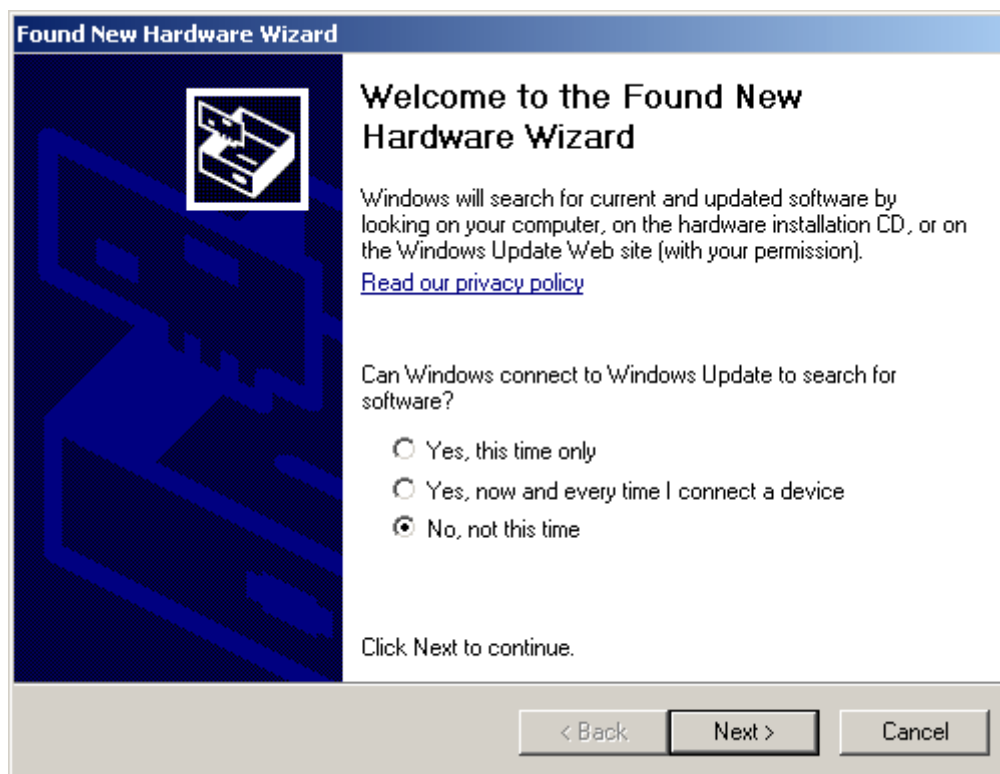 Found New Hardware Wizard
Welcome to the Found New
Hardware Wizard
Windows will search for current and updated software by
looking on your computer, on the hardware installation CD, or on
the Windows Update Web site (with your permission).
Read our privacy policy
Can Windows connect to Windows Update to search for
software?
Yes, this time only
Yes, now and every time I connect a device
No, not this time
Click Next to continue.
< Back
Next >
Cancel